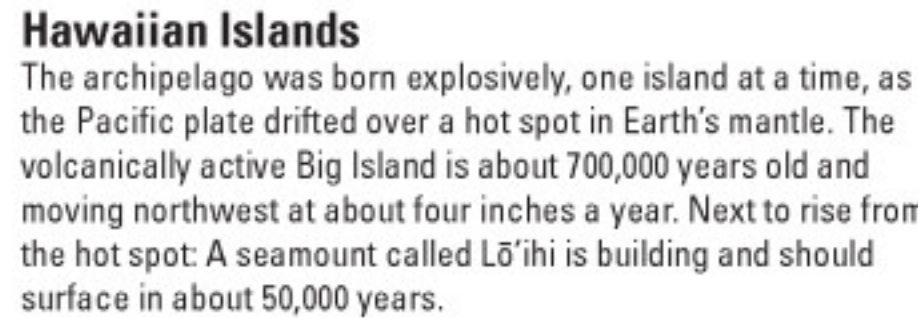 Hawaiian Islands
The archipelago was born explosively, one island at a time, as
the Pacific plate drifted over a hot spot in Earth's mantle. The
volcanically active Big Island is about 700,000 years old and
moving northwest at about four inches a year. Next to rise from
the hot spot: A seamount called Lō'ihi is building and should
surface in about 50,000 years.